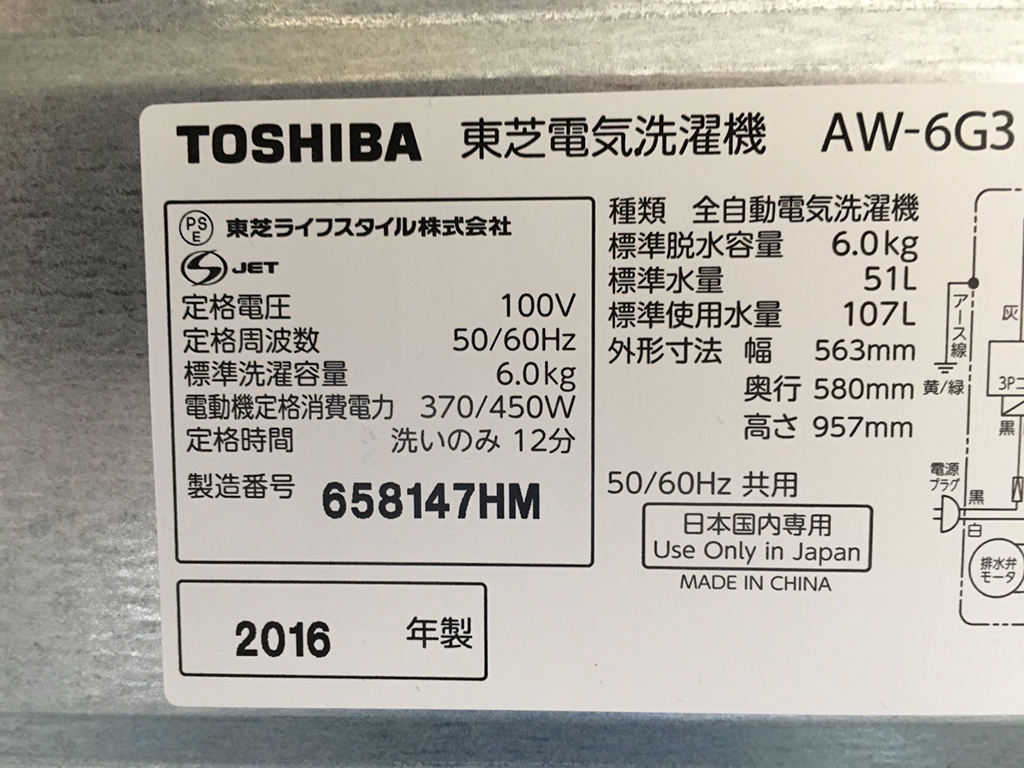 TOSHIBA 東芝電気洗濯機 AW-6G3
PS E 東芝ライフスタイル株式会社
S JET
定格電圧 100V
定格周波数 50/60Hz
標準洗濯容量 6.0kg
電動機定格消費電力 370/450W
定格時間 洗いのみ 12分
製造番号 658147HM
2016 年製
種類 全自動電気洗濯機
標準脱水容量 6.0kg
標準水量 51L
標準使用水量 107L
外形寸法 幅 563mm
奥行 580mm
高さ 957mm
50/60Hz 共用
日本国内専用
Use Only in Japan
MADE IN CHINA
アース線
黄/緑
灰
3Pコ
黒
電源
プラグ
黒
白
排水弁
モータ